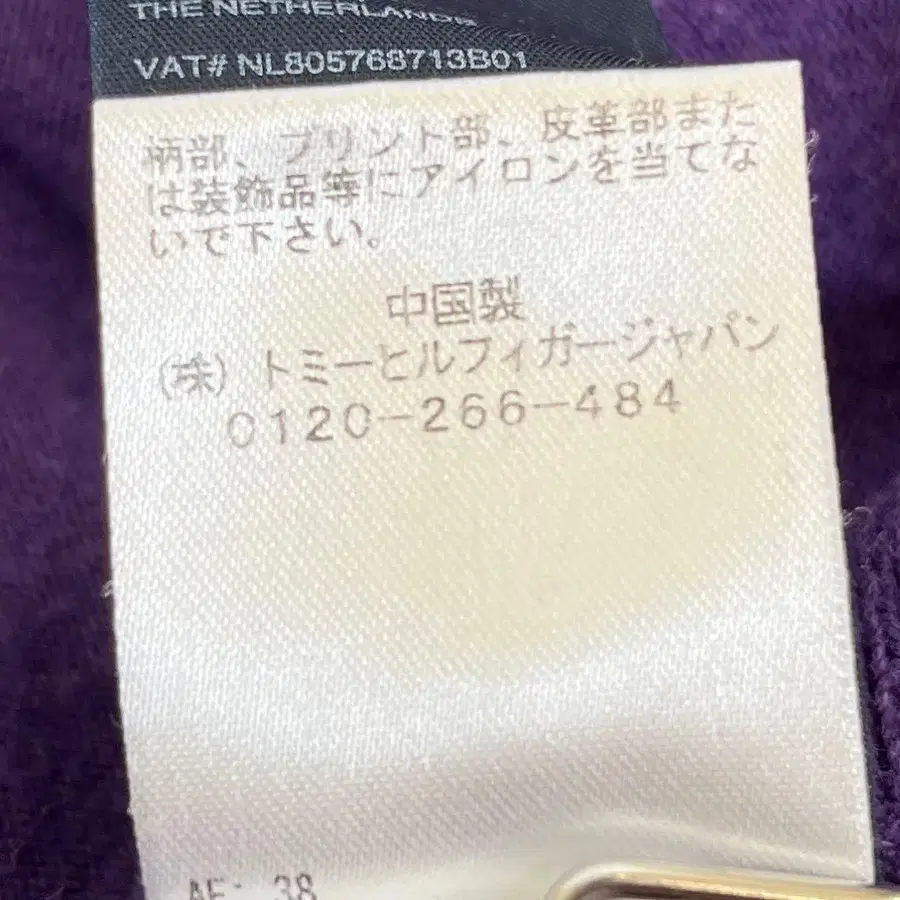 THE NETHERLANDS
VAT# NL805768713B01
柄部、プリント部、皮革部また
は装飾品等にアイロンを当てな
いで下さい。
中国製
(株) トミーヒルフィガージャパン
0120-266-484
AE: 38